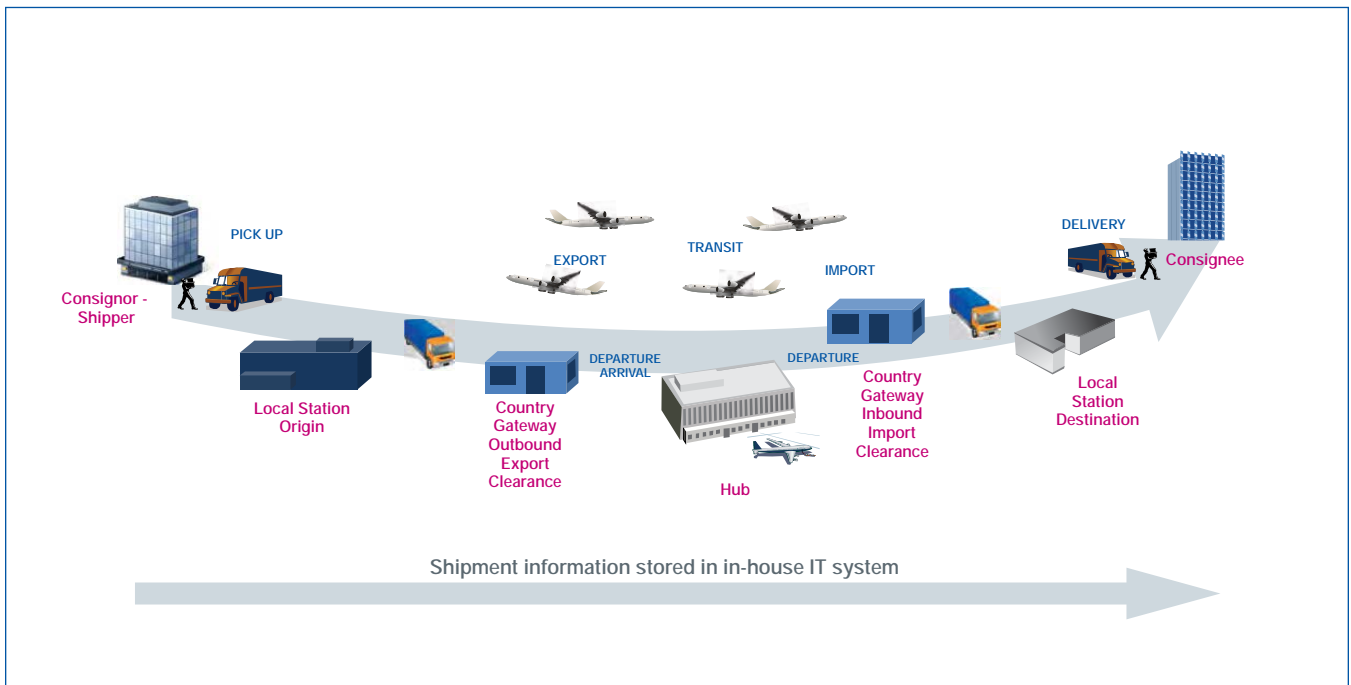 PICK UP
Consignor -
Shipper
Local Station
Origin
EXPORT
Country
Gateway
Outbound
Export
Clearance
DEPARTURE
ARRIVAL
TRANSIT
Hub
DEPARTURE
IMPORT
Country
Gateway
Inbound
Import
Clearance
DELIVERY
Local
Station
Destination
Consignee
Shipment information stored in in-house IT system